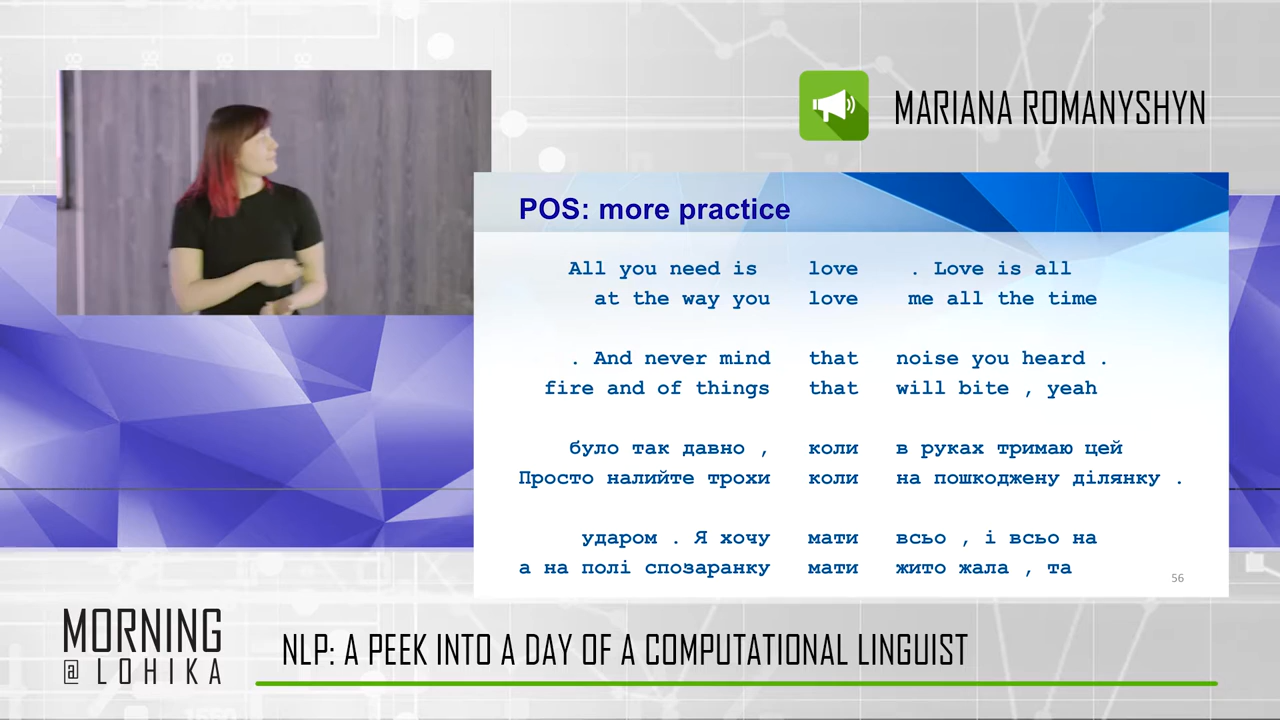 MARIANA ROMANYSHYN
POS: more practice
All you need is love . Love is all
at the way you love me all the time
. And never mind that noise you heard .
fire and of things that will bite , yeah
було так давно , коли в руках тримаю цей
Просто налийте трохи коли на пошкоджену ділянку .
ударом . Я хочу мати всьо , і всьо на
а на полі спозаранку мати жито жала , та
56
MORNING
@ LOHIKA
NLP: A PEEK INTO A DAY OF A COMPUTATIONAL LINGUIST